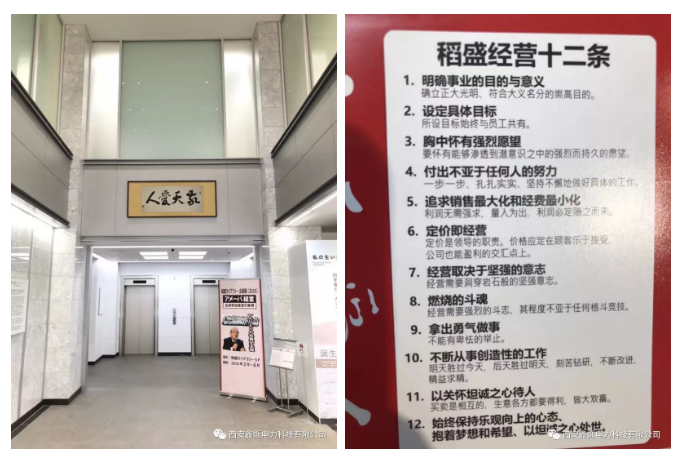 敬天愛人
アメーバ経営
西安鑫烁电力科技有限公司
稻盛经营十二条
1. 明确事业的目的与意义
确立正大光明、符合大义名分的崇高目的。
2. 设定具体目标
所设目标始终与员工共有。
3. 胸中怀有强烈愿望
要怀有能够渗透到潜意识之中的强烈而持久的愿望。
4. 付出不亚于任何人的努力
一步一步、扎扎实实、坚持不懈地做好具体的工作。
5. 追求销售最大化和经费最小化
利润无需强求，量入为出，利润必定随之而来。
6. 定价即经营
定价是领导的职责。价格应定在顾客乐于接受、
公司也能盈利的交汇点上。
7. 经营取决于坚强的意志
经营需要洞穿岩石般的坚强意志。
8. 燃烧的斗魂
经营需要强烈的斗志，其程度不亚于任何格斗竞技。
9. 拿出勇气做事
不能有卑怯的举止。
10. 不断从事创造性的工作
明天胜过今天，后天胜过明天，刻苦钻研，不断改进，
精益求精。
11. 以关怀坦诚之心待人
买卖是相互的，生意各方都要得利，皆大欢喜。
12. 始终保持乐观向上的心态，
抱着梦想和希望，以坦诚之心处世。
西安鑫烁电力科技有限公司